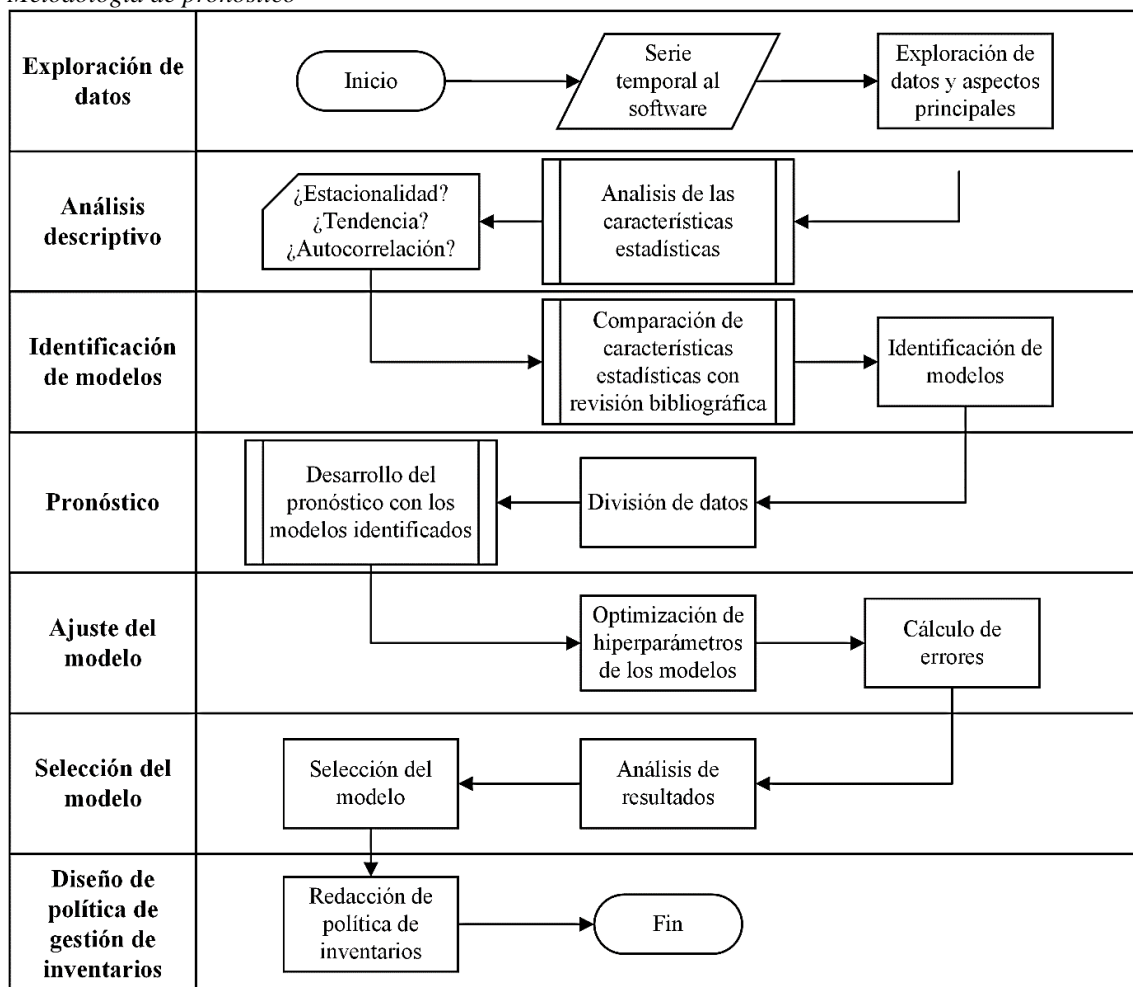 Metodología de pronóstico
Exploración de
datos
Inicio
Serie
temporal al
software
Exploración de
datos y aspectos
principales
Análisis
descriptivo
¿Estacionalidad?
¿Tendencia?
¿Autocorrelación?
Analisis de las
características
estadísticas
Identificación
de modelos
Comparación de
características
estadísticas con
revisión bibliográfica
Identificación de
modelos
Pronóstico
Desarrollo del
pronóstico con los
modelos identificados
División de datos
Ajuste del
modelo
Optimización de
hiperparámetros
de los modelos
Cálculo de
errores
Selección del
modelo
Selección del
modelo
Análisis de
resultados
Diseño de
política de
gestión de
inventarios
Redacción de
política de
inventarios
Fin